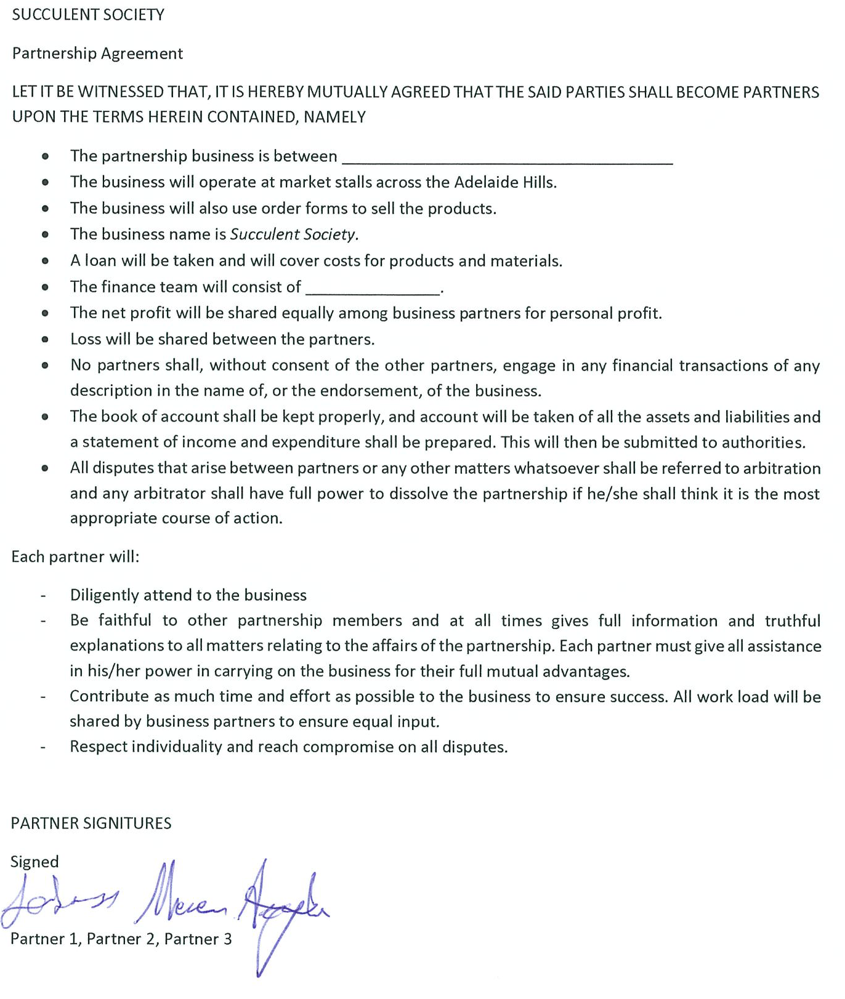 SUCCULENT SOCIETY
Partnership Agreement
LET IT BE WITNESSED THAT, IT IS HEREBY MUTUALLY AGREED THAT THE SAID PARTIES SHALL BECOME PARTNERS
UPON THE TERMS HEREIN CONTAINED, NAMELY
• The partnership business is between ____________________
• The business will operate at market stalls across the Adelaide Hills.
• The business will also use order forms to sell the products.
• The business name is Succulent Society.
• A loan will be taken and will cover costs for products and materials.
• The finance team will consist of ________________.
• The net profit will be shared equally among business partners for personal profit.
• Loss will be shared between the partners.
• No partners shall, without consent of the other partners, engage in any financial transactions of any
description in the name of, or the endorsement, of the business.
• The book of account shall be kept properly, and account will be taken of all the assets and liabilities and
a statement of income and expenditure shall be prepared. This will then be submitted to authorities.
• All disputes that arise between partners or any other matters whatsoever shall be referred to arbitration
and any arbitrator shall have full power to dissolve the partnership if he/she shall think it is the most
appropriate course of action.
Each partner will:
- Diligently attend to the business
- Be faithful to other partnership members and at all times gives full information and truthful
explanations to all matters relating to the affairs of the partnership. Each partner must give all assistance
in his/her power in carrying on the business for their full mutual advantages.
- Contribute as much time and effort as possible to the business to ensure success. All work load will be
shared by business partners to ensure equal input.
- Respect individuality and reach compromise on all disputes.
PARTNER SIGNITURES
Signed
Partner 1, Partner 2, Partner 3